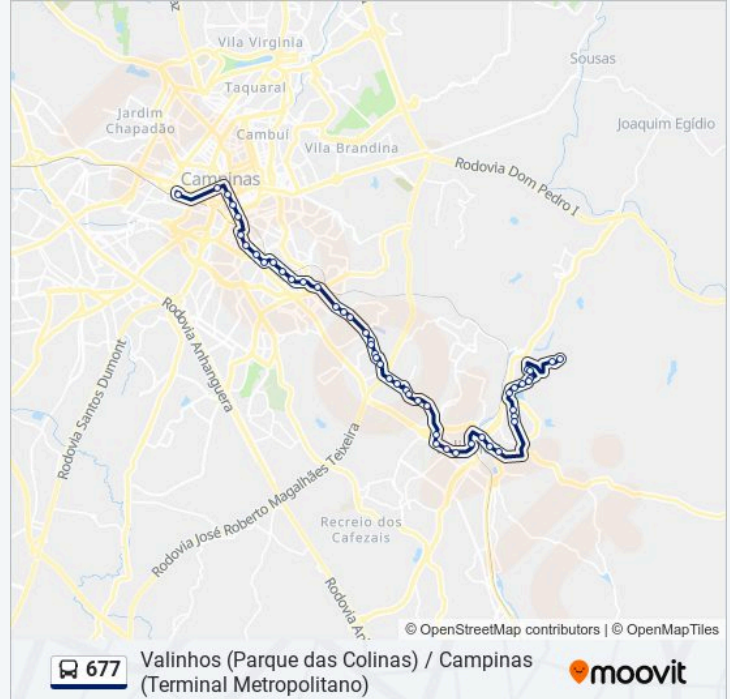 Vila Virginia
Sousas
Taquaral
Jardim
Chapadão
Joaquim Egídio
Cambuí
Vila Brandina
Rodovia Dom Pedro I
Campinas
Rodovia Anhanguera
Rodovia Santos Dumont
Rodovia José Roberto Magalhães Teixeira
Recreio dos
Cafezais
© OpenStreetMap contributors | © OpenMapTiles
677
Valinhos (Parque das Colinas) / Campinas
(Terminal Metropolitano)
moovit